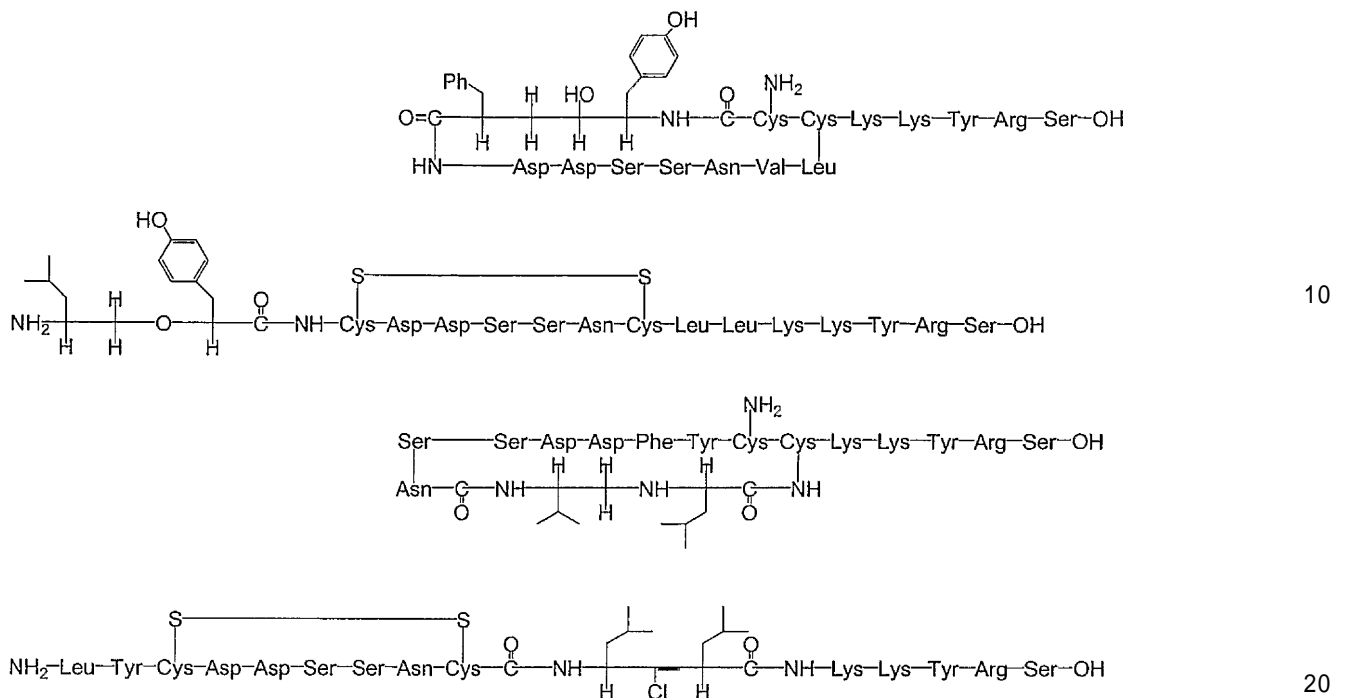 OH
Ph H HO NH₂
O=C NH C O Cys Cys Lys Lys Tyr Arg Ser OH
H H H H
HN Asp Asp Ser Ser Asn Val Leu
HO
S S 10
H O
NH₂ O C NH Cys Asp Asp Ser Ser Asn Cys Leu Leu Lys Lys Tyr Arg Ser OH
H H H
NH₂
Ser Ser Asp Asp Phe Tyr Cys Cys Lys Lys Tyr Arg Ser OH
H H H
Asn C NH NH C NH
O H O
S S
O O
NH₂ Leu Tyr Cys Asp Asp Ser Ser Asn Cys C NH C NH Lys Lys Tyr Arg Ser OH
H Cl H 20